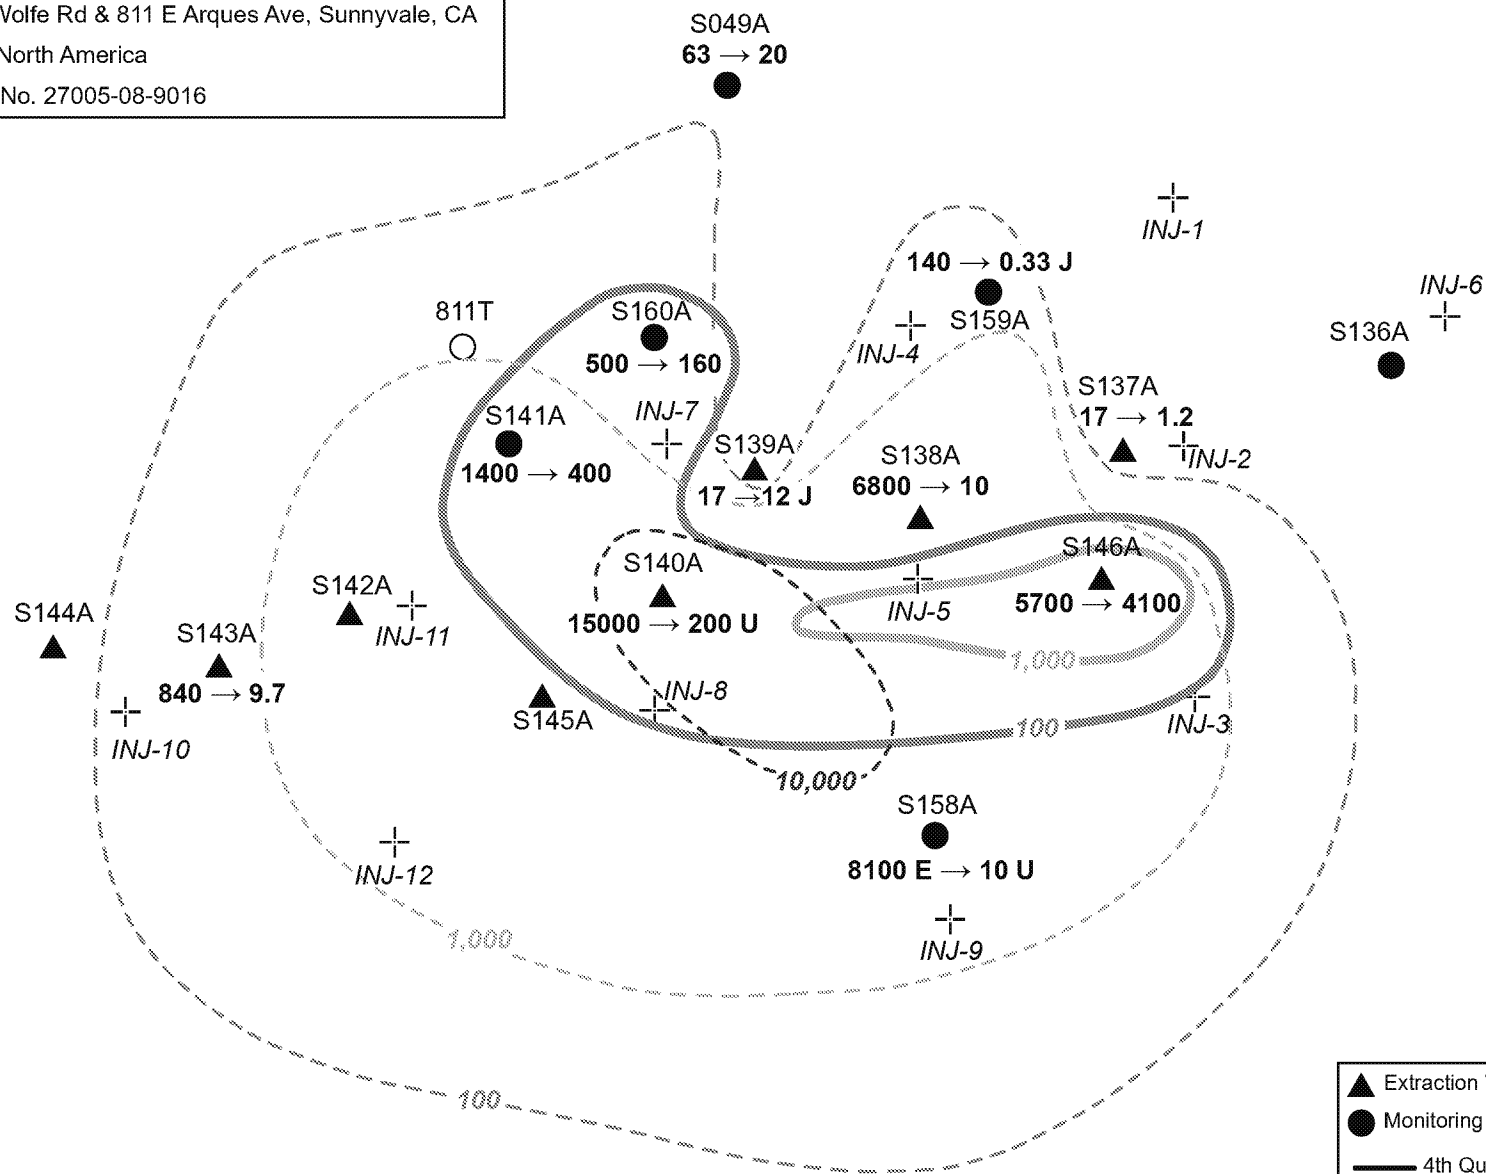 Wolfe Rd & 811 E Arques Ave, Sunnyvale, CA
North America
No. 27005-08-9016
S049A
63 → 20
INJ-1
140 → 0.33 J
S159A
INJ-4
INJ-6
S136A
811T
S160A
500 → 160
S137A
17 → 1.2
INJ-2
INJ-7
S141A
1400 → 400
S139A
17 → 12 J
S138A
6800 → 10
S146A
5700 → 4100
INJ-5
1,000
S140A
15000 → 200 U
S142A
INJ-11
S144A
S143A
840 → 9.7
INJ-10
S145A
INJ-8
INJ-3
100
10,000
S158A
8100 E → 10 U
INJ-9
INJ-12
1,000
100
Extraction
Monitoring
4th Qu